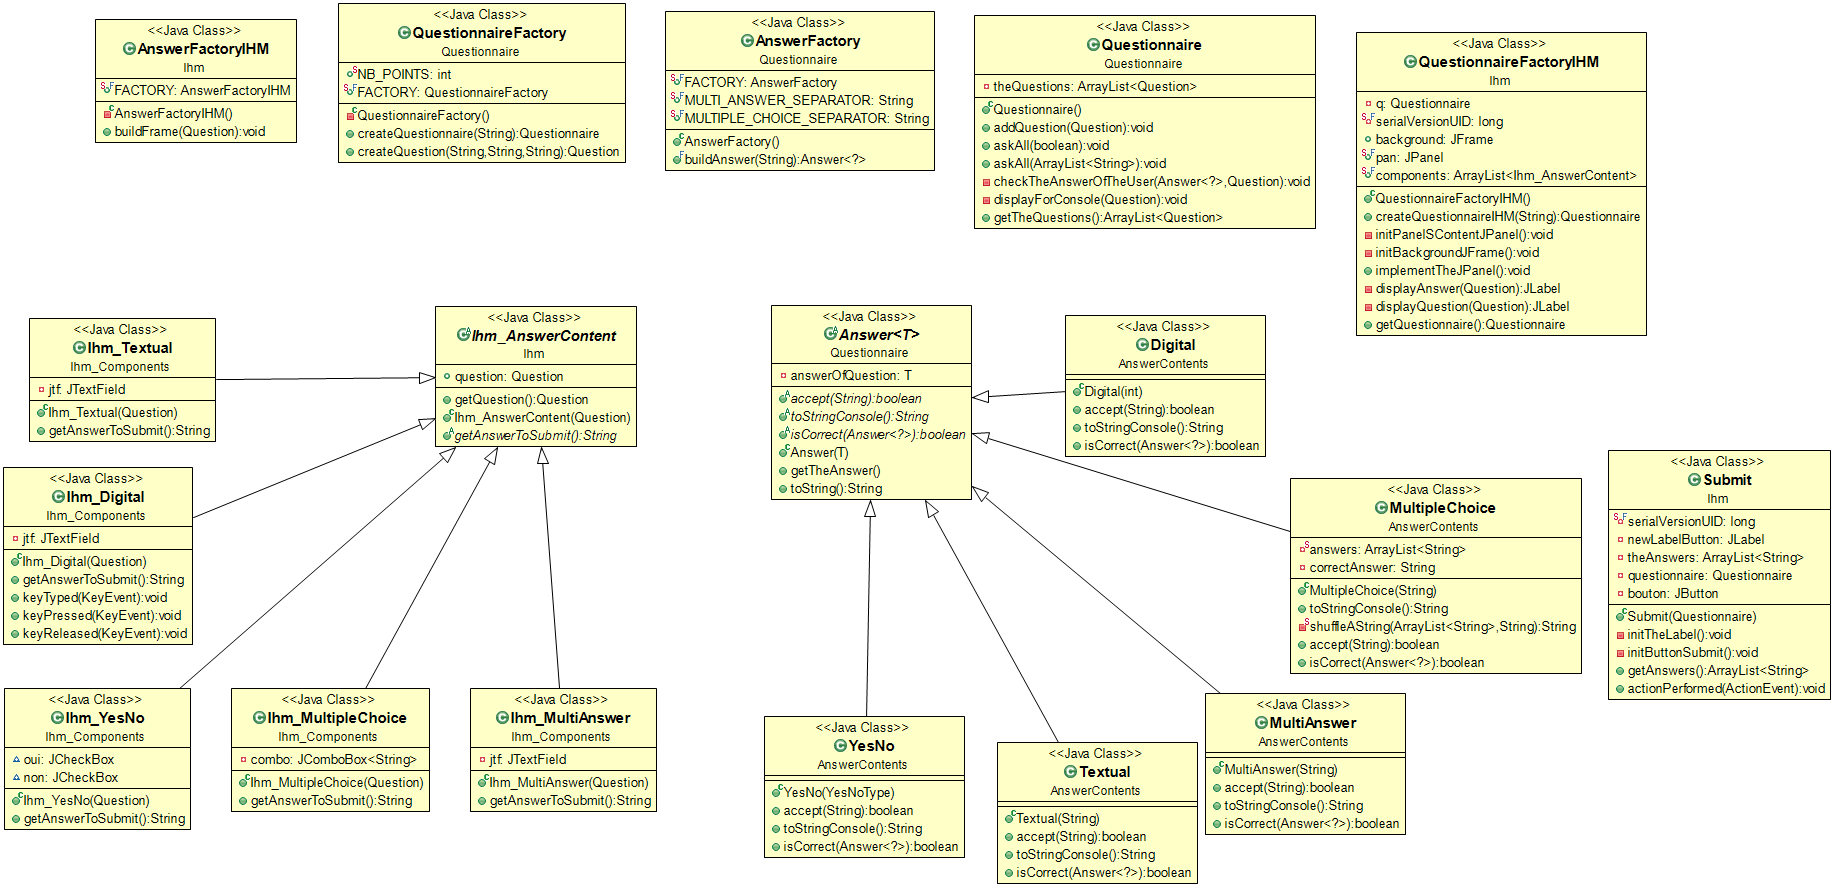 <<Java Class>>
AnswerFactoryIHM
Ihm
FACTORY: AnswerFactoryIHM
AnswerFactoryIHM()
buildFrame(Question):void
<<Java Class>>
QuestionnaireFactory
Questionnaire
NB_POINTS: int
FACTORY: QuestionnaireFactory
QuestionnaireFactory()
createQuestionnaire(String):Questionnaire
createQuestion(String,String,String):Question
<<Java Class>>
AnswerFactory
Questionnaire
FACTORY: AnswerFactory
MULTI_ANSWER_SEPARATOR: String
MULTIPLE_CHOICE_SEPARATOR: String
AnswerFactory()
buildAnswer(String):Answer<?>
<<Java Class>>
Questionnaire
Questionnaire
theQuestions: ArrayList<Question>
Questionnaire()
addQuestion(Question):void
askAll(boolean):void
askAll(ArrayList<String>):void
checkTheAnswerOfTheUser(Answer<?>,Question):void
displayForConsole(Question):void
getTheQuestions():ArrayList<Question>
<<Java Class>>
QuestionnaireFactoryIHM
Ihm
q: Questionnaire
serialVersionUID: long
background: JFrame
pan: JPanel
components: ArrayList<Ihm_AnswerContent>
QuestionnaireFactoryIHM()
createQuestionnaireIHM(String):Questionnaire
initPanelSContentJPanel():void
initBackgroundJFrame():void
implementTheJPanel():void
displayAnswer(Question):JLabel
displayQuestion(Question):JLabel
getQuestionnaire():Questionnaire
<<Java Class>>
Ihm_Textual
Ihm_Components
jtf: JTextField
Ihm_Textual(Question)
getAnswerToSubmit():String
<<Java Class>>
Ihm_AnswerContent
Ihm
question: Question
getQuestion():Question
Ihm_AnswerContent(Question)
getAnswerToSubmit():String
<<Java Class>>
Answer<T>
Questionnaire
answerOfQuestion: T
accept(String):boolean
toStringConsole():String
isCorrect(Answer<?>):boolean
Answer(T)
getTheAnswer()
toString():String
<<Java Class>>
Digital
AnswerContents
Digital(int)
accept(String):boolean
toStringConsole():String
isCorrect(Answer<?>):boolean
<<Java Class>>
Ihm_Digital
Ihm_Components
jtf: JTextField
Ihm_Digital(Question)
getAnswerToSubmit():String
keyTyped(KeyEvent):void
keyPressed(KeyEvent):void
keyReleased(KeyEvent):void
<<Java Class>>
MultipleChoice
AnswerContents
answers: ArrayList<String>
correctAnswer: String
MultipleChoice(String)
toStringConsole():String
shuffleAString(ArrayList<String>,String):String
accept(String):boolean
isCorrect(Answer<?>):boolean
<<Java Class>>
Submit
Ihm
serialVersionUID: long
newLabelButton: JLabel
theAnswers: ArrayList<String>
questionnaire: Questionnaire
bouton: JButton
Submit(Questionnaire)
initTheLabel():void
initButtonSubmit():void
getAnswers():ArrayList<String>
actionPerformed(ActionEvent):void
<<Java Class>>
Ihm_YesNo
Ihm_Components
oui: JCheckBox
non: JCheckBox
Ihm_YesNo(Question)
getAnswerToSubmit():String
<<Java Class>>
Ihm_MultipleChoice
Ihm_Components
combo: JComboBox<String>
Ihm_MultipleChoice(Question)
getAnswerToSubmit():String
<<Java Class>>
Ihm_MultiAnswer
Ihm_Components
jtf: JTextField
Ihm_MultiAnswer(Question)
getAnswerToSubmit():String
<<Java Class>>
YesNo
AnswerContents
YesNo(YesNoType)
accept(String):boolean
toStringConsole():String
isCorrect(Answer<?>):boolean
<<Java Class>>
Textual
AnswerContents
Textual(String)
accept(String):boolean
toStringConsole():String
isCorrect(Answer<?>):boolean
<<Java Class>>
MultiAnswer
AnswerContents
MultiAnswer(String)
accept(String):boolean
toStringConsole():String
isCorrect(Answer<?>):boolean